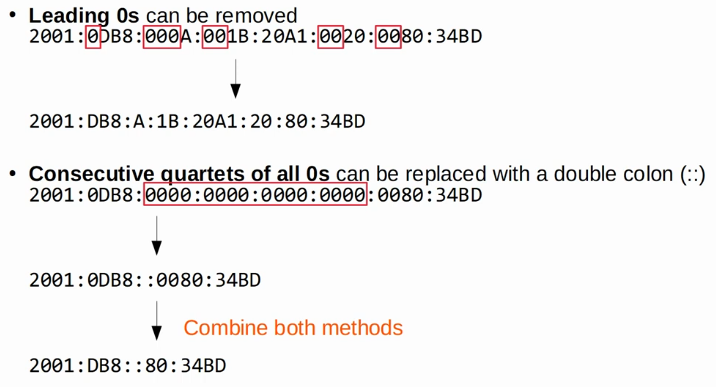 • Leading 0s can be removed
2001:0DB8:000A:001B:20A1:0020:0080:34BD
2001:DB8:A:1B:20A1:20:80:34BD
• Consecutive quartets of all 0s can be replaced with a double colon (::)
2001:0DB8:0000:0000:0000:0000:0080:34BD
2001:0DB8::0080:34BD
Combine both methods
2001:DB8::80:34BD